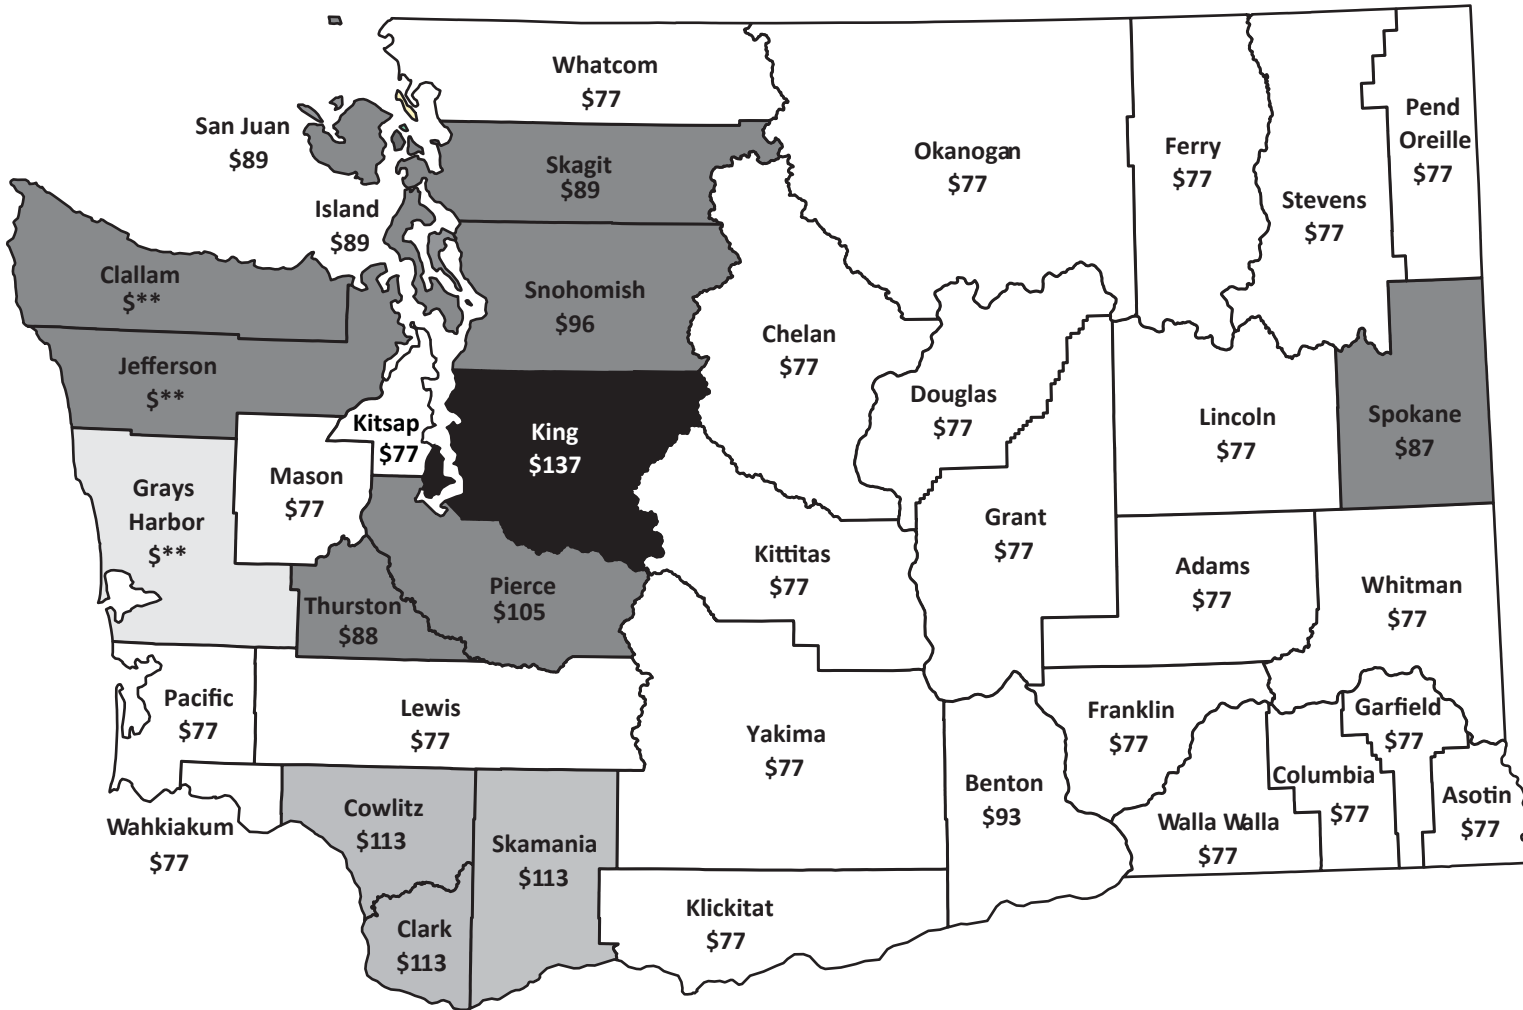 Whatcom
$77
San Juan
$89
Skagit
$89
Island
$89
Okanogan
$77
Ferry
$77
Stevens
$77
Pend
Oreille
$77
Clallam
$**
Snohomish
$96
Chelan
$77
Jefferson
$**
Douglas
$77
Kitsap
$77
King
$137
Lincoln
$77
Spokane
$87
Mason
$77
Grays
Harbor
$**
Grant
$77
Kittitas
$77
Adams
$77
Whitman
$77
Pierce
$105
Thurston
$88
Pacific
$77
Lewis
$77
Yakima
$77
Franklin
$77
Garfield
$77
Benton
$93
Columbia
$77
Asotin
$77
Walla Walla
$77
Wahkiakum
$77
Cowlitz
$113
Skamania
$113
Klickitat
$77
Clark
$113